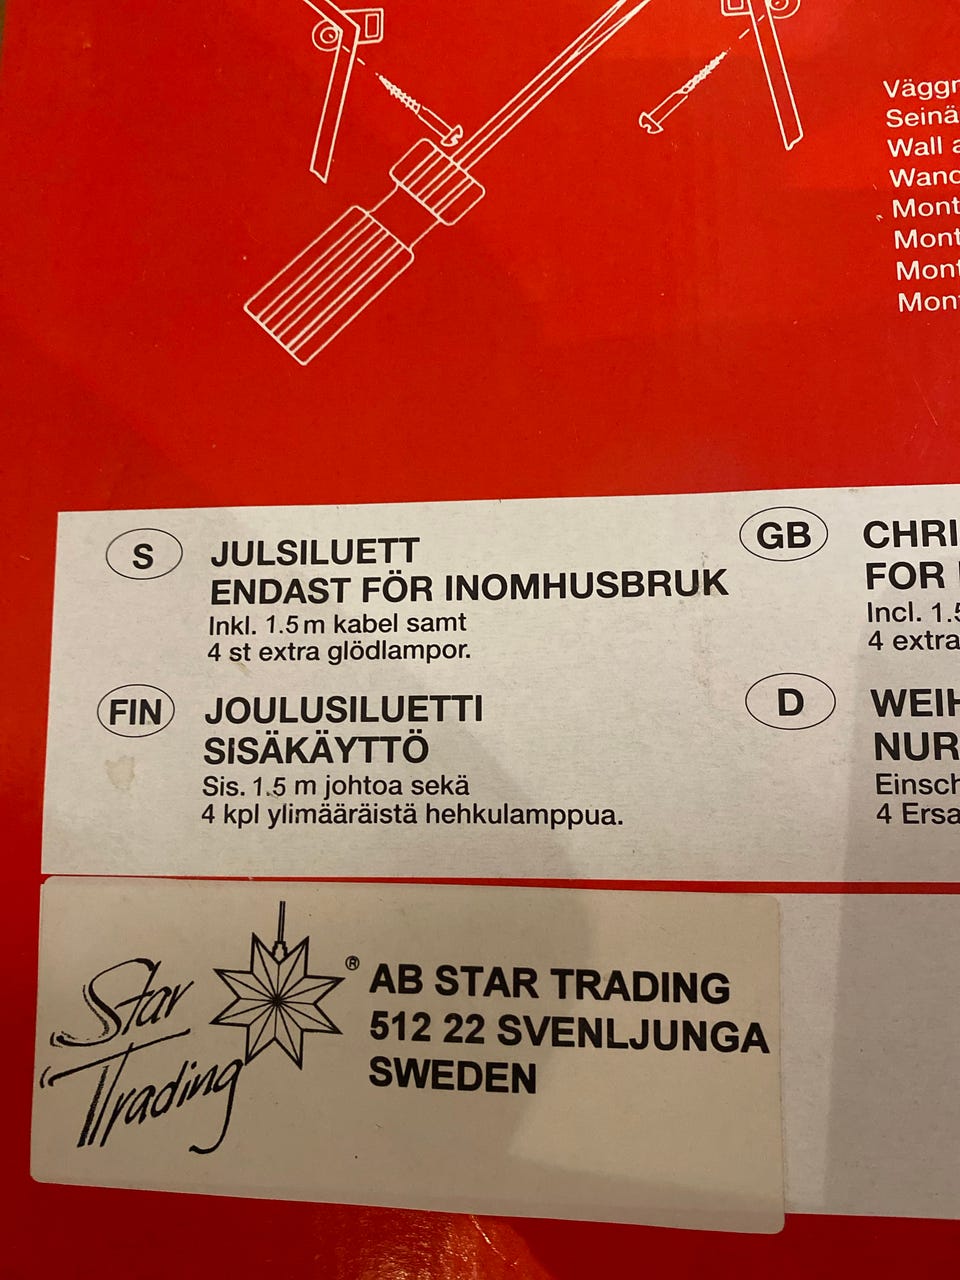 Väggm
Seinä
Wall a
Wand
Mont
Mont
Mont
Mont
S
JULSILUETT
ENDAST FÖR INOMHUSBRUK
Inkl. 1.5 m kabel samt
4 st extra glödlampor.
GB
CHRI
FOR
Incl. 1.5
4 extra
FIN
JOULUSILUETTI
SISÄKÄYTTÖ
Sis. 1.5 m johtoa sekä
4 kpl ylimääräistä hehkulamppua.
D
WEIH
NUR
Einsch
4 Ersa
Star
Trading
®
AB STAR TRADING
512 22 SVENLJUNGA
SWEDEN